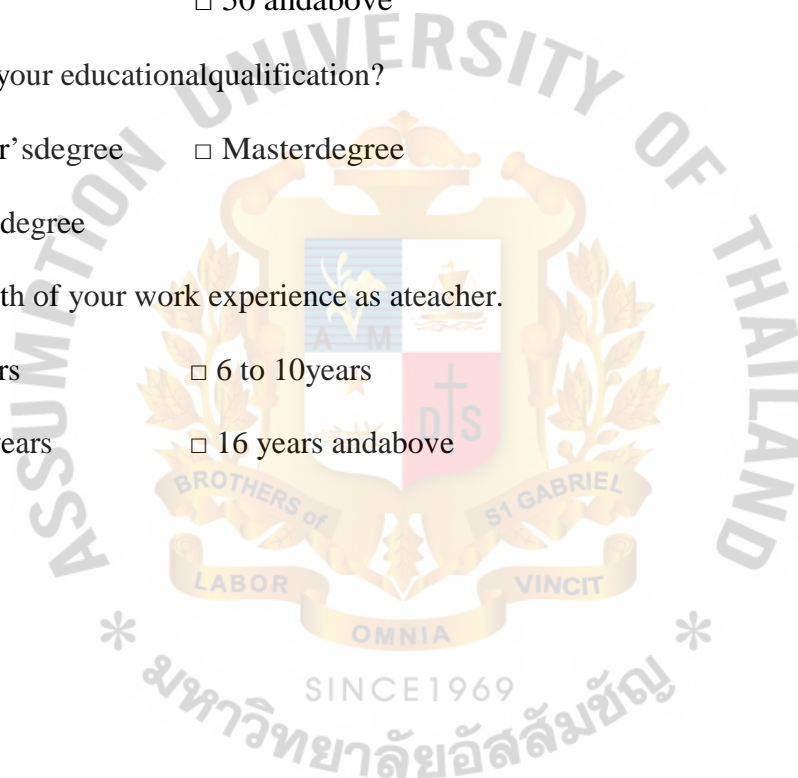 □ 50 andabove
your educationalqualification?
r’sdegree □ Masterdegree
degree
th of your work experience as ateacher.
rs □ 6 to 10years
ears □ 16 years andabove
ASSUMPTION UNIVERSITY OF THAILAND
A M
D S
BROTHERS of ST GABRIEL
LABOR VINCIT
OMNIA
* *
SINCE1969
มหาวิทยาลัยอัสสัมชัญ